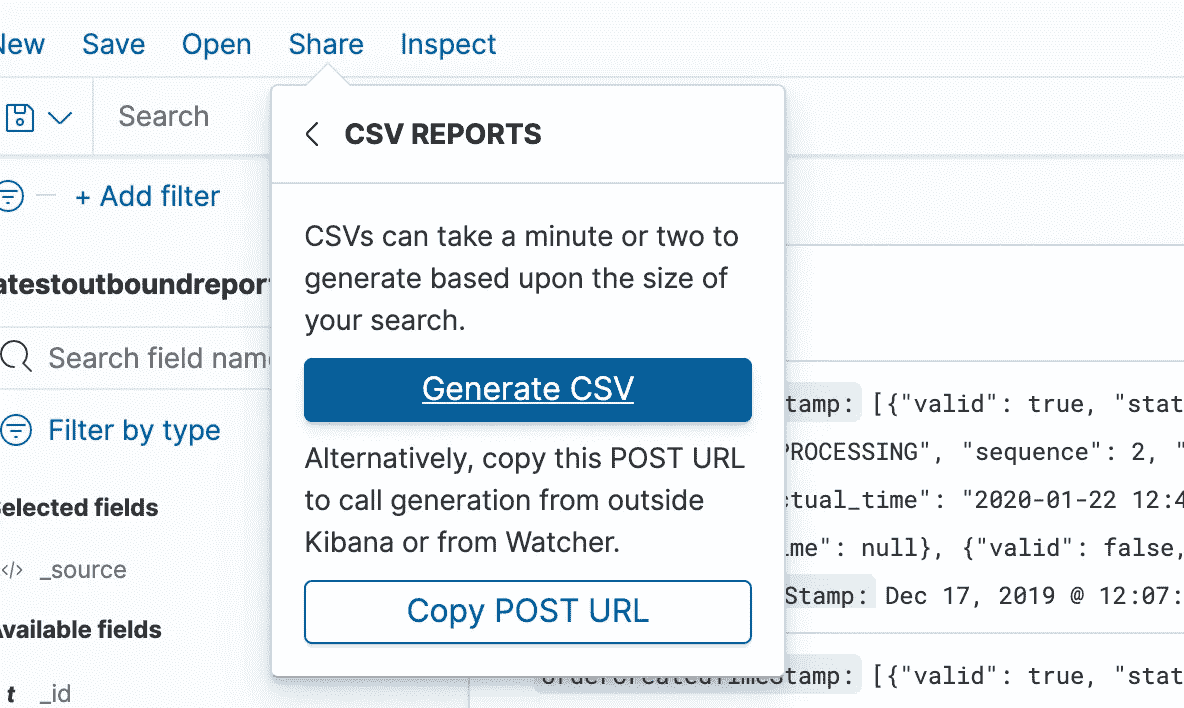 New Save Open Share Inspect
Search
CSV REPORTS
+ Add filter
CSVs can take a minute or two to
generate based upon the size of
your search.
atestoutboundrepor
Search field nam
Generate CSV
tamp: [{"valid": true, "stat
Filter by type
Alternatively, copy this POST URL
to call generation from outside
Kibana or from Watcher.
PROCESSING", "sequence": 2, "
ctual_time": "2020-01-22 12:4
ime": null}, {"valid": false,
Selected fields
_source
Stamp: Dec 17, 2019 @ 12:07:
Copy POST URL
Available fields
t _id
orderCreatedTimeStamp: [{"valid": true, "stat